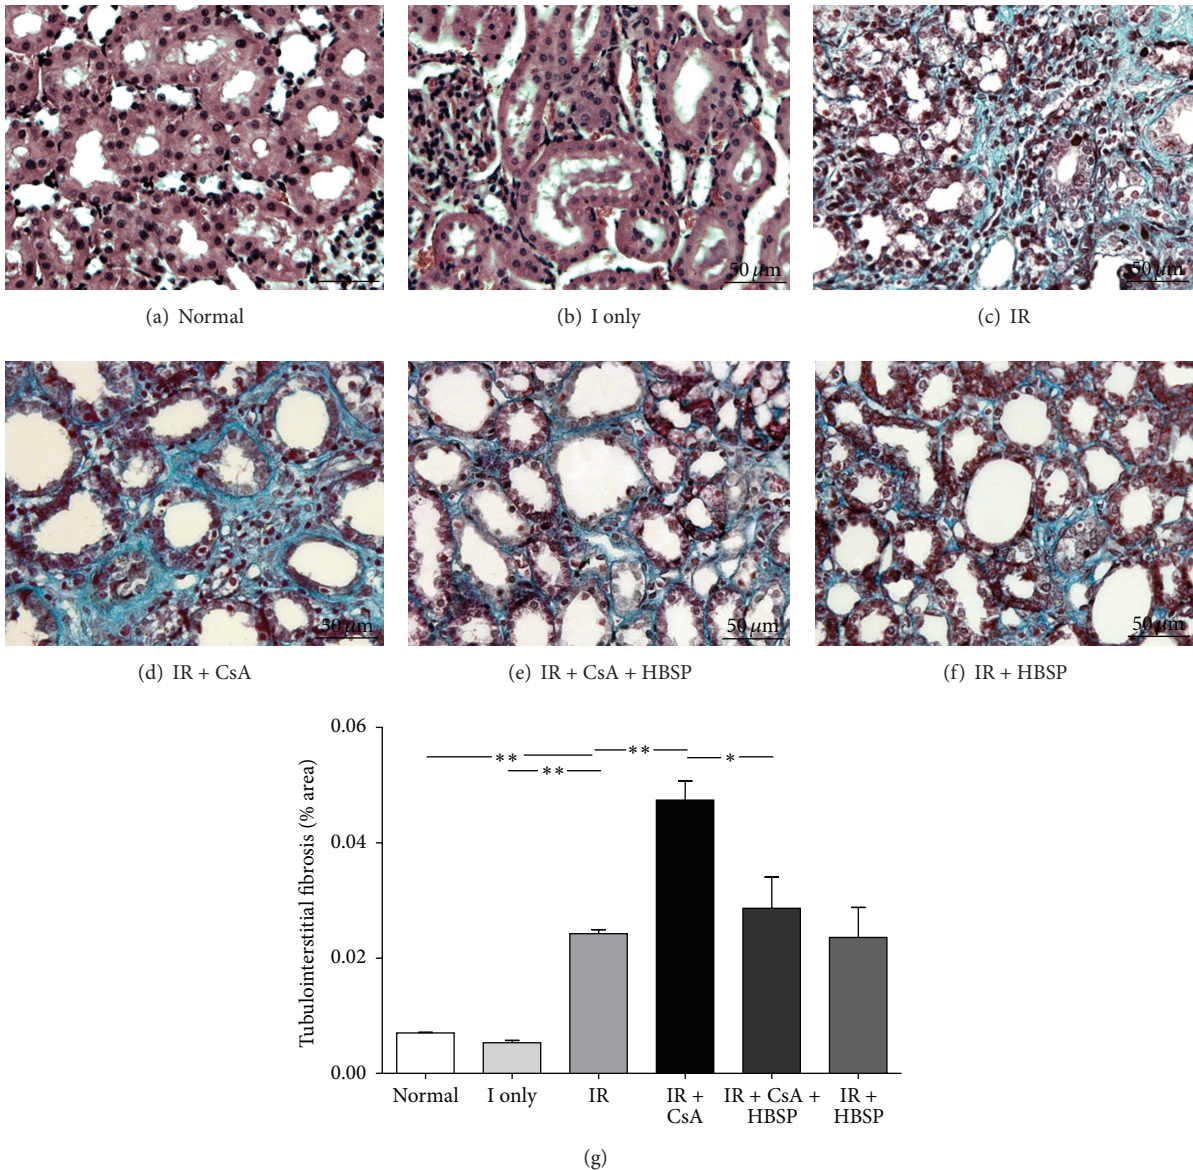 50 μm
50 μm
(a) Normal
(b) I only
(c) IR
50 μm
50 μm
50 μm
(d) IR + CsA
(e) IR + CsA + HBSP
(f) IR + HBSP
Tubulointerstitial fibrosis (% area)
0.06
0.04
0.02
0.00
**
**
**
*
Normal
I only
IR
IR +
CsA
IR + CsA +
HBSP
IR +
HBSP
(g)